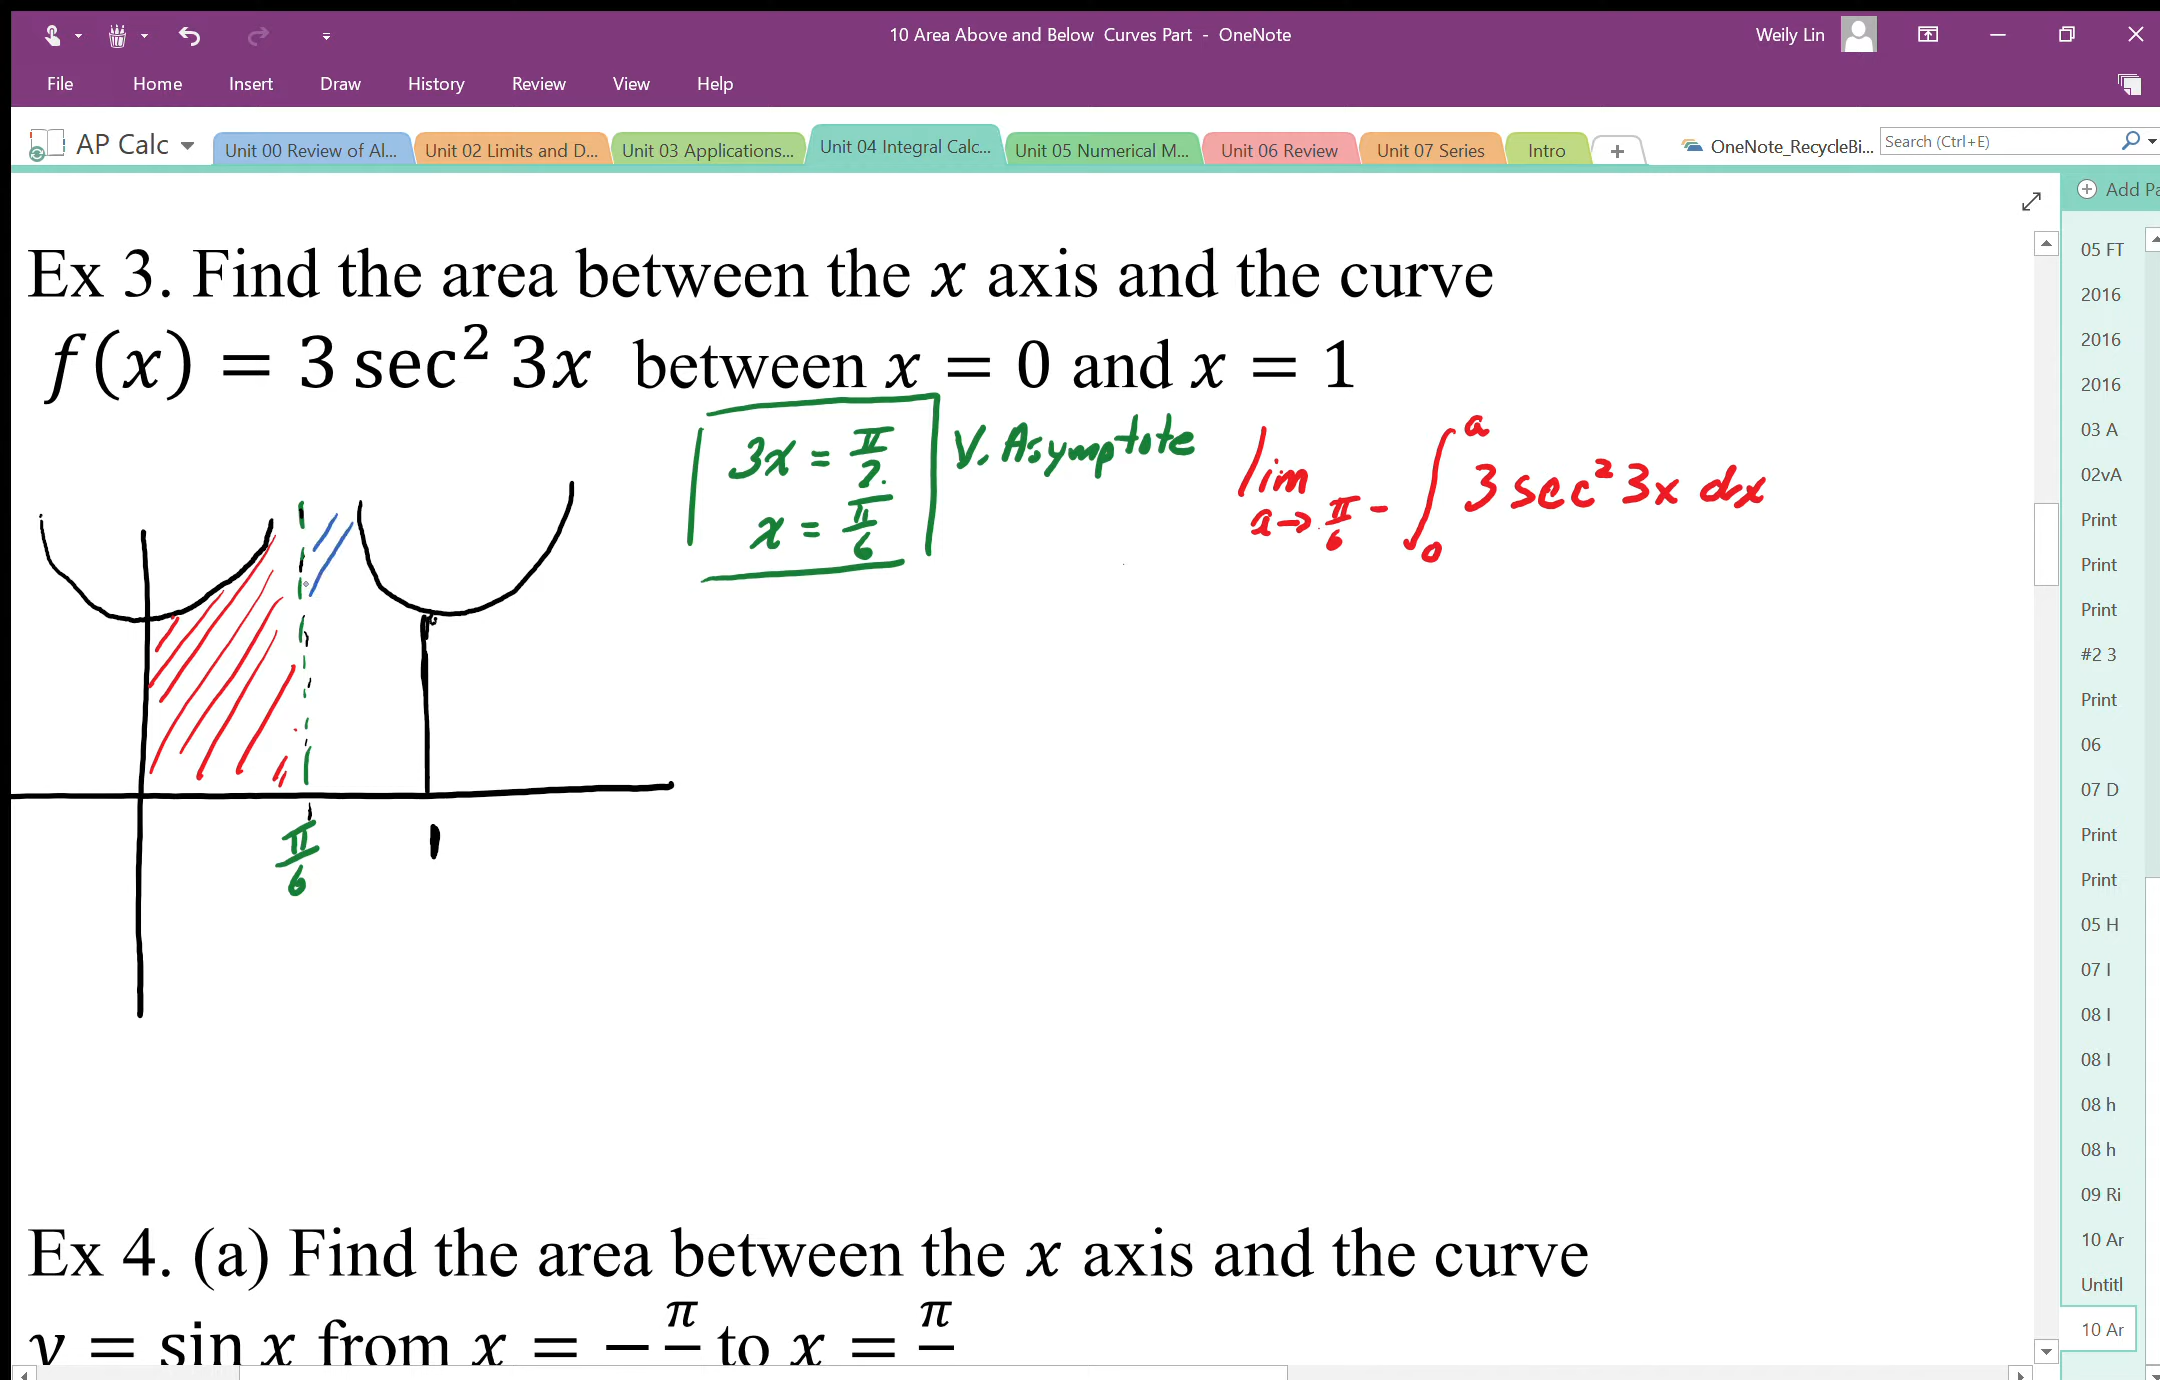 10 Area Above and Below Curves Part - OneNote
Weily Lin
File Home Insert Draw History Review View Help
AP Calc
Unit 00 Review of Al... Unit 02 Limits and D... Unit 03 Applications... Unit 04 Integral Calc... Unit 05 Numerical M... Unit 06 Review Unit 07 Series Intro +
OneNote_RecycleBi...
Search (Ctrl+E)
Add Pa
Ex 3. Find the area between the x axis and the curve
f(x) = 3 sec² 3x between x = 0 and x = 1
3x = π/2
x = π/6
V. Asymptote
lim a→π/6⁻ ∫₀ᵃ 3 sec² 3x dx
π/6
1
Ex 4. (a) Find the area between the x axis and the curve
y = sin x from x = −π to x = π
05 FT
2016
2016
2016
03 A
02vA
Print
Print
Print
#2 3
Print
06
07 D
Print
Print
05 H
07 I
08 I
08 I
08 h
08 h
09 Ri
10 Ar
Untitl
10 Ar